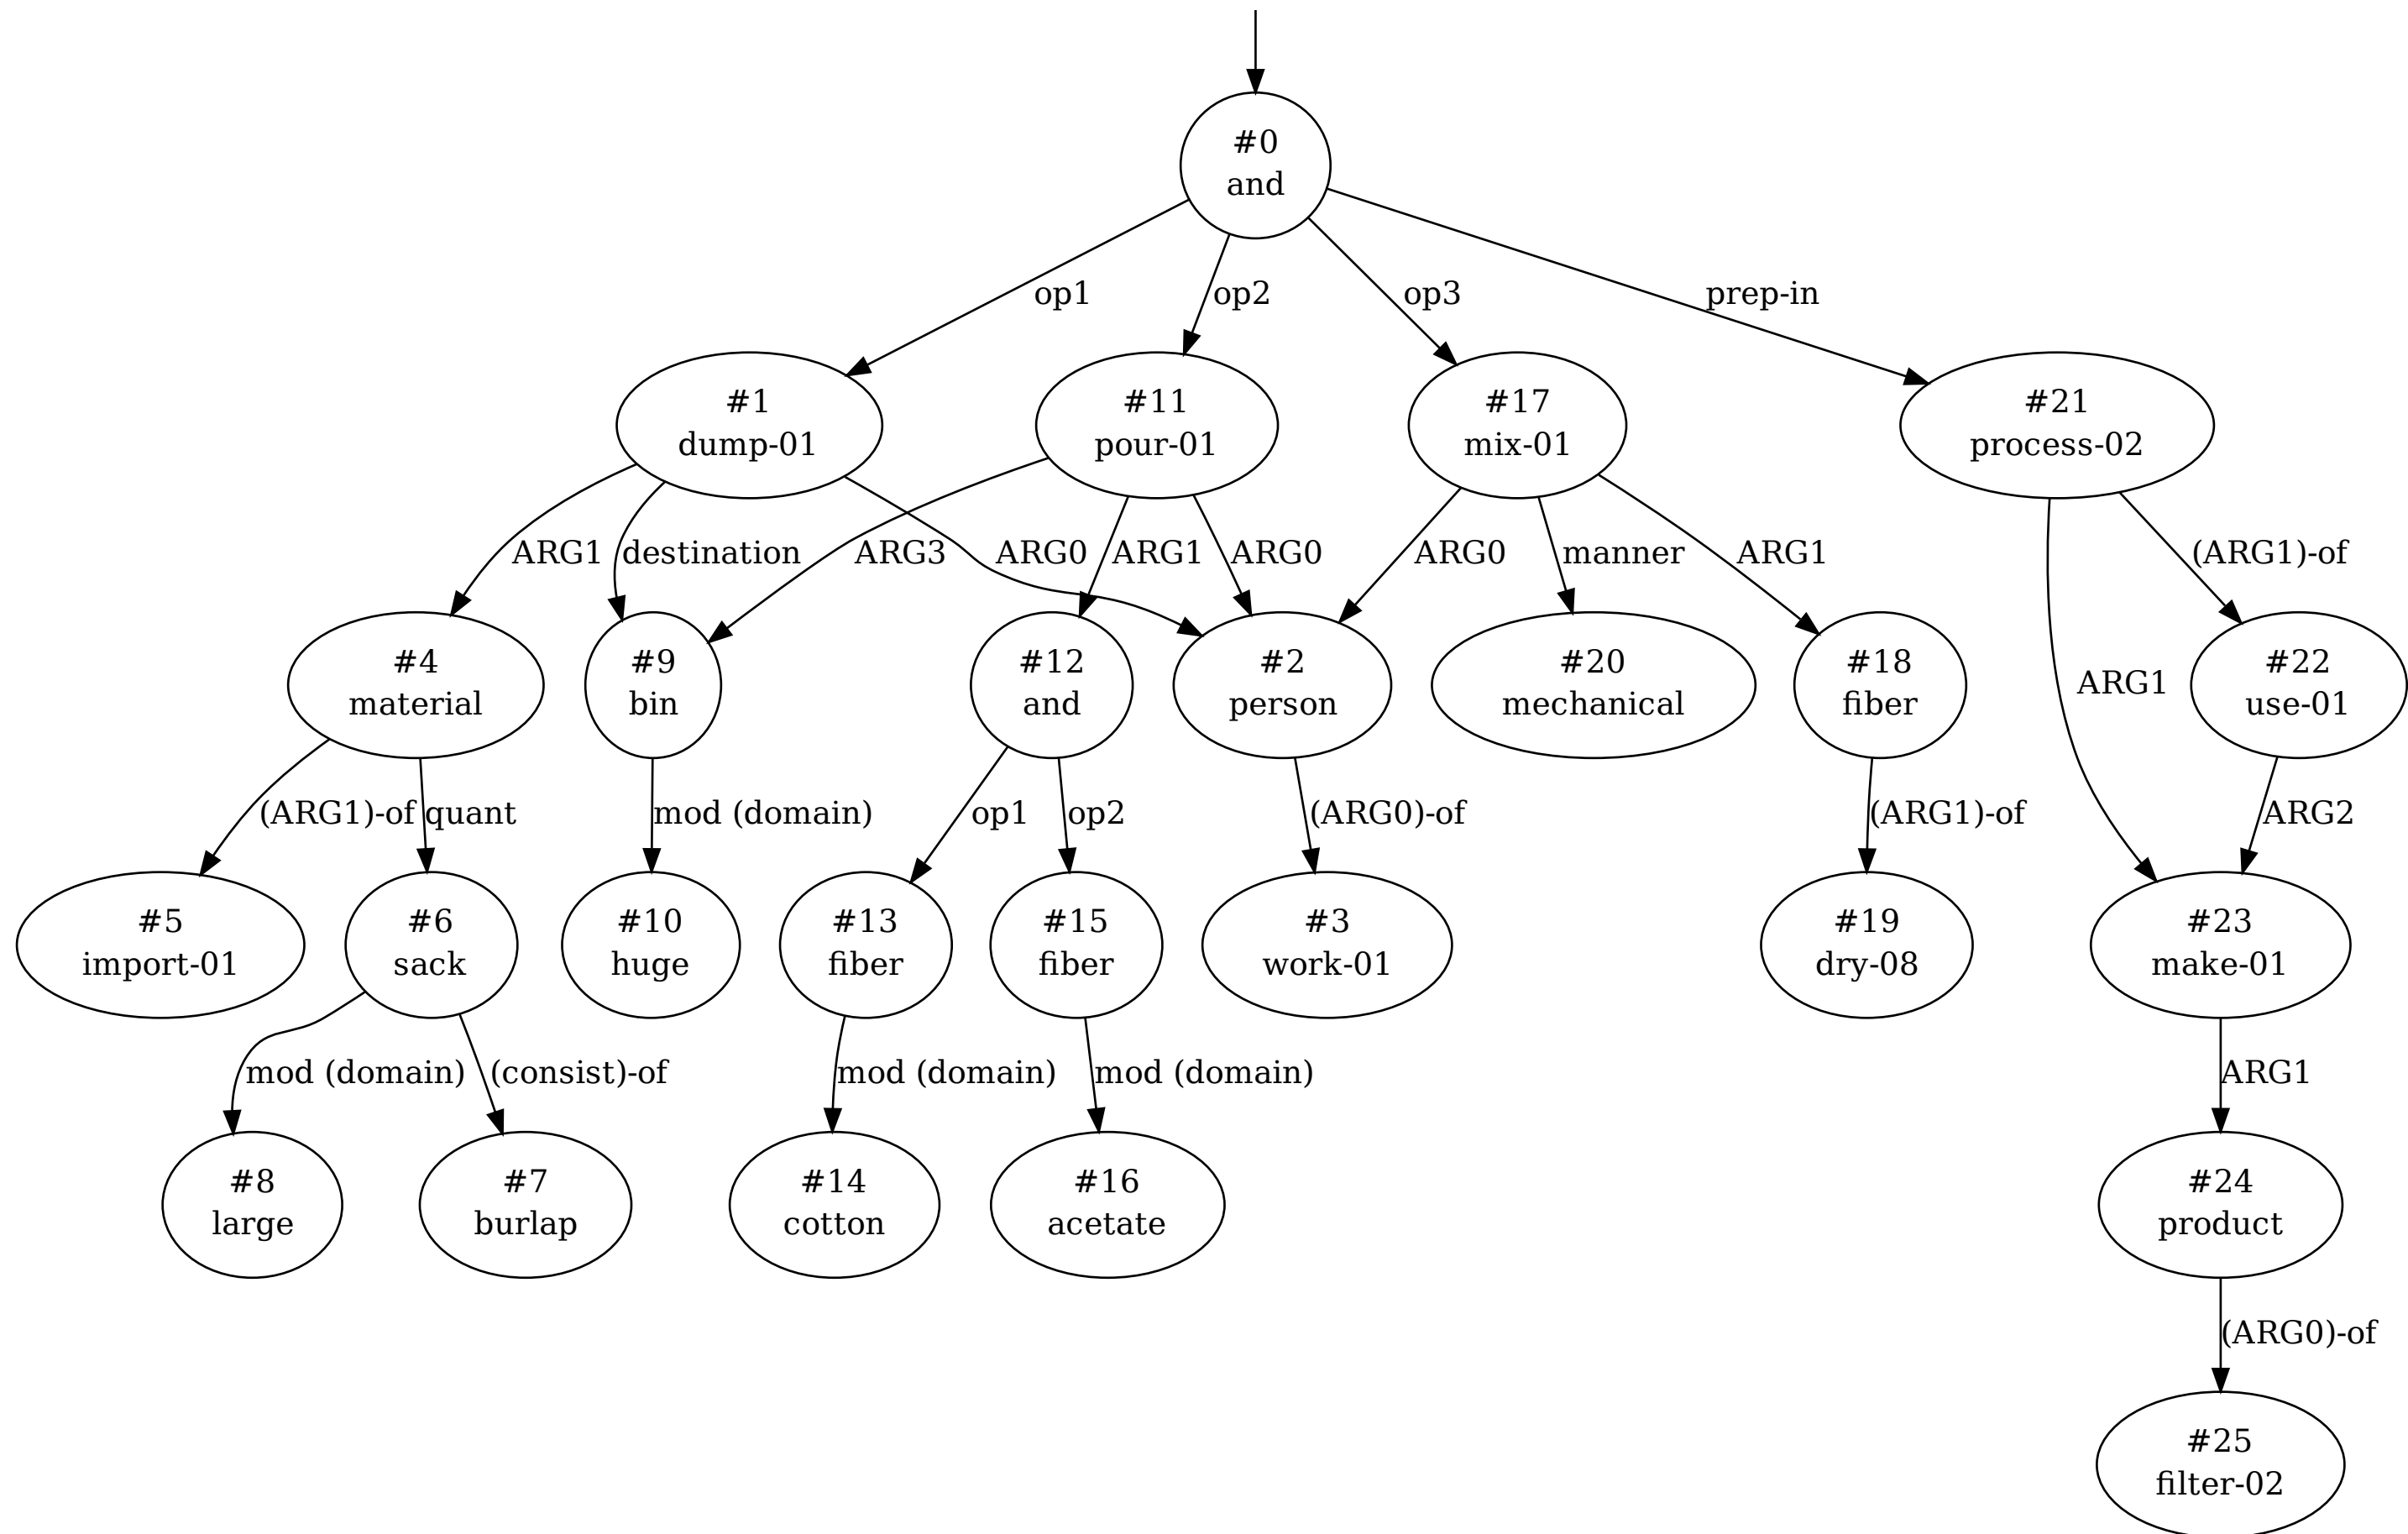 #0
and
op1
op2
op3
prep-in
#1
dump-01
#11
pour-01
#17
mix-01
#21
process-02
ARG1
destination
ARG3
ARG0
ARG1
ARG0
ARG0
manner
ARG1
(ARG1)-of
#4
material
#9
bin
#12
and
#2
person
#20
mechanical
#18
fiber
ARG1
#22
use-01
(ARG1)-of
quant
mod (domain)
op1
op2
(ARG0)-of
(ARG1)-of
ARG2
#5
import-01
#6
sack
#10
huge
#13
fiber
#15
fiber
#3
work-01
#19
dry-08
#23
make-01
mod (domain)
(consist)-of
mod (domain)
mod (domain)
ARG1
#8
large
#7
burlap
#14
cotton
#16
acetate
#24
product
(ARG0)-of
#25
filter-02